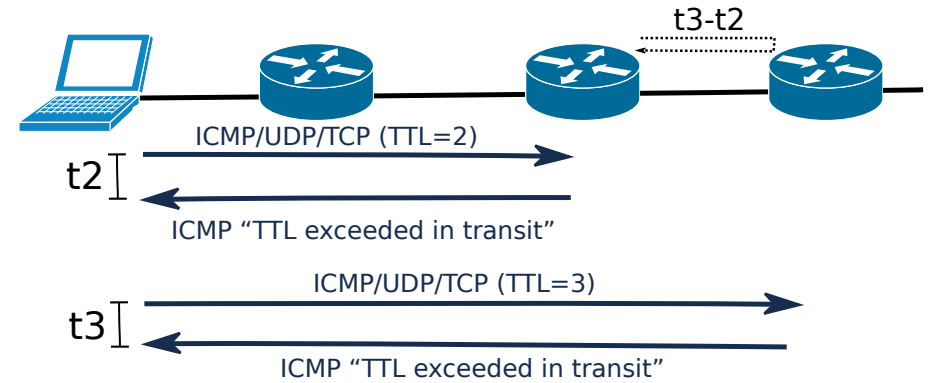 t3-t2
ICMP/UDP/TCP (TTL=2)
t2
ICMP “TTL exceeded in transit”
ICMP/UDP/TCP (TTL=3)
t3
ICMP “TTL exceeded in transit”